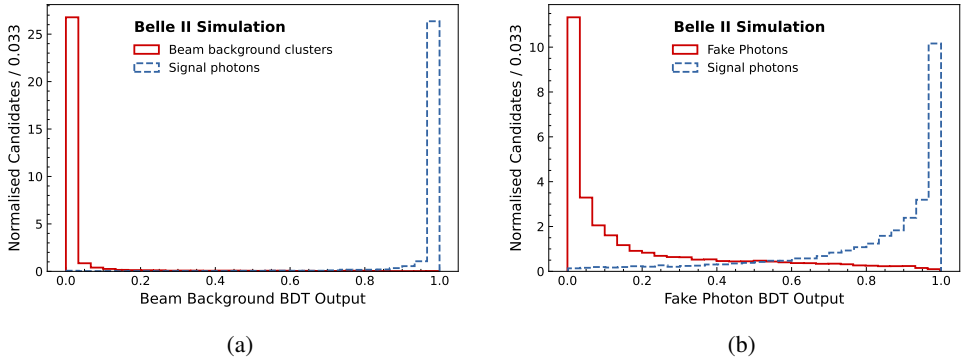 Belle II Simulation
Beam background clusters
Signal photons
Normalised Candidates / 0.033
25
20
15
10
5
0
0.0 0.2 0.4 0.6 0.8 1.0
Beam Background BDT Output
(a)
Belle II Simulation
Fake Photons
Signal photons
Normalised Candidates / 0.033
10
8
6
4
2
0
0.0 0.2 0.4 0.6 0.8 1.0
Fake Photon BDT Output
(b)